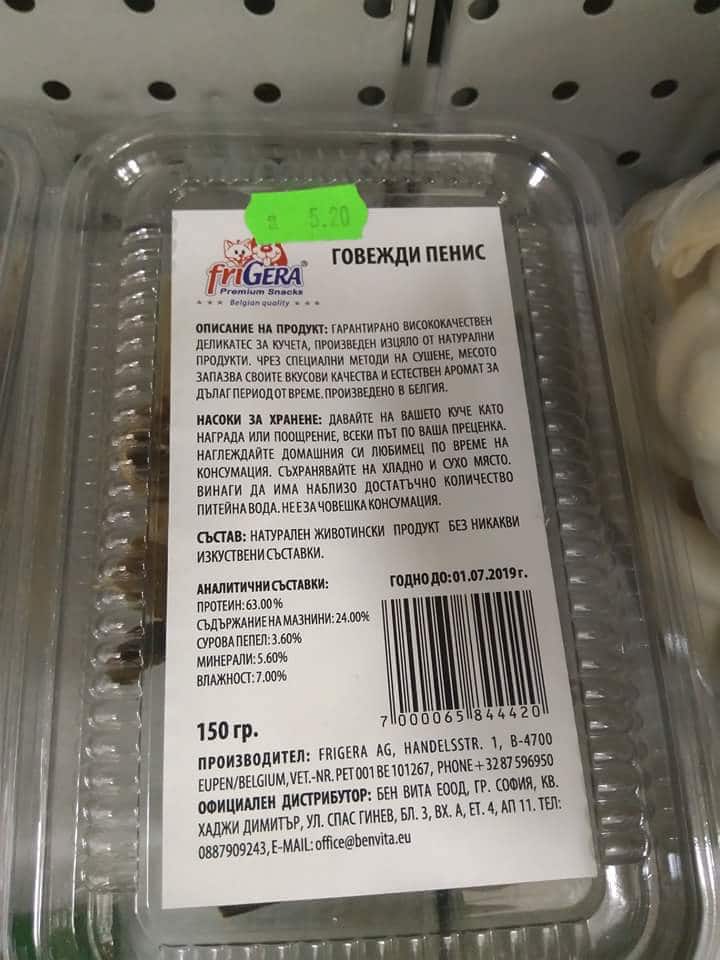 5.20
friGERA®
Premium Snacks
Belgian quality
ГОВЕЖДИ ПЕНИС
ОПИСАНИЕ НА ПРОДУКТ: ГАРАНТИРАНО ВИСОКОКАЧЕСТВЕН
ДЕЛИКАТЕС ЗА КУЧЕТА, ПРОИЗВЕДЕН ИЗЦЯЛО ОТ НАТУРАЛНИ
ПРОДУКТИ. ЧРЕЗ СПЕЦИАЛНИ МЕТОДИ НА СУШЕНЕ, МЕСОТО
ЗАПАЗВА СВОИТЕ ВКУСОВИ КАЧЕСТВА И ЕСТЕСТВЕН АРОМАТ ЗА
ДЪЛАГ ПЕРИОД ОТ ВРЕМЕ. ПРОИЗВЕДЕНО В БЕЛГИЯ.
НАСОКИ ЗА ХРАНЕНЕ: ДАВАЙТЕ НА ВАШЕТО КУЧЕ КАТО
НАГРАДА ИЛИ ПООЩРЕНИЕ, ВСЕКИ ПЪТ ПО ВАША ПРЕЦЕНКА.
НАГЛЕЖДАЙТЕ ДОМАШНИЯ СИ ЛЮБИМЕЦ ПО ВРЕМЕ НА
КОНСУМАЦИЯ. СЪХРАНЯВАЙТЕ НА ХЛАДНО И СУХО МЯСТО.
ВИНАГИ ДА ИМА НАБЛИЗО ДОСТАТЪЧНО КОЛИЧЕСТВО
ПИТЕЙНА ВОДА. НЕ Е ЗА ЧОВЕШКА КОНСУМАЦИЯ.
СЪСТАВ: НАТУРАЛЕН ЖИВОТИНСКИ ПРОДУКТ БЕЗ НИКАКВИ
ИЗКУСТВЕНИ СЪСТАВКИ.
АНАЛИТИЧНИ СЪСТАВКИ:
ПРОТЕИН: 63.00 %
СЪДЪРЖАНИЕ НА МАЗНИНИ: 24.00%
СУРОВА ПЕПЕЛ: 3.60%
МИНЕРАЛИ: 5.60%
ВЛАЖНОСТ: 7.00%
ГОДНО ДО: 01.07.2019 г.
7 000065 844420
150 гр.
ПРОИЗВОДИТЕЛ: FRIGERA AG, HANDELSSTR. 1, B-4700
EUPEN/BELGIUM, VET.-NR. PET 001 BE 101267, PHONE + 32 87 596950
ОФИЦИАЛЕН ДИСТРИБУТОР: БЕН ВИТА ЕООД, ГР. СОФИЯ, КВ.
ХАДЖИ ДИМИТЪР, УЛ. СПАС ГИНЕВ, БЛ. 3, ВХ. А, ЕТ. 4, АП 11. ТЕЛ:
0887909243, E-MAIL: office@benvita.eu